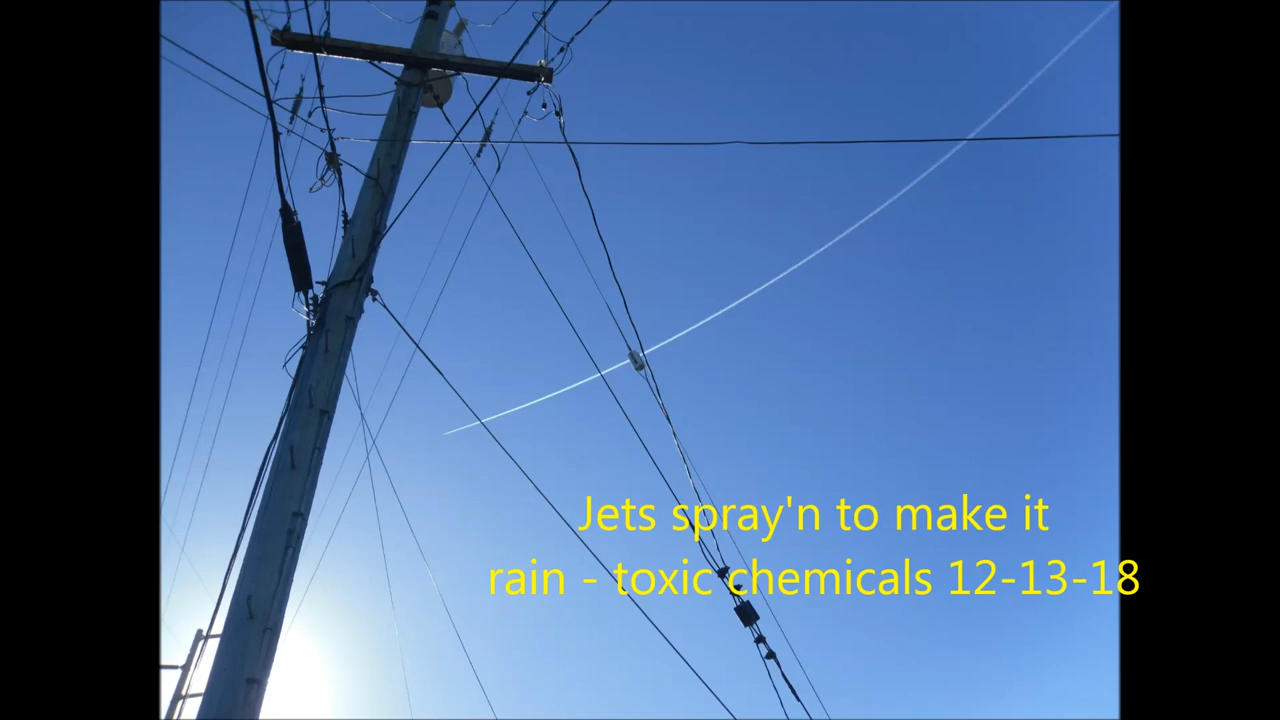 Jets spray'n to make it
rain - toxic chemicals 12-13-18